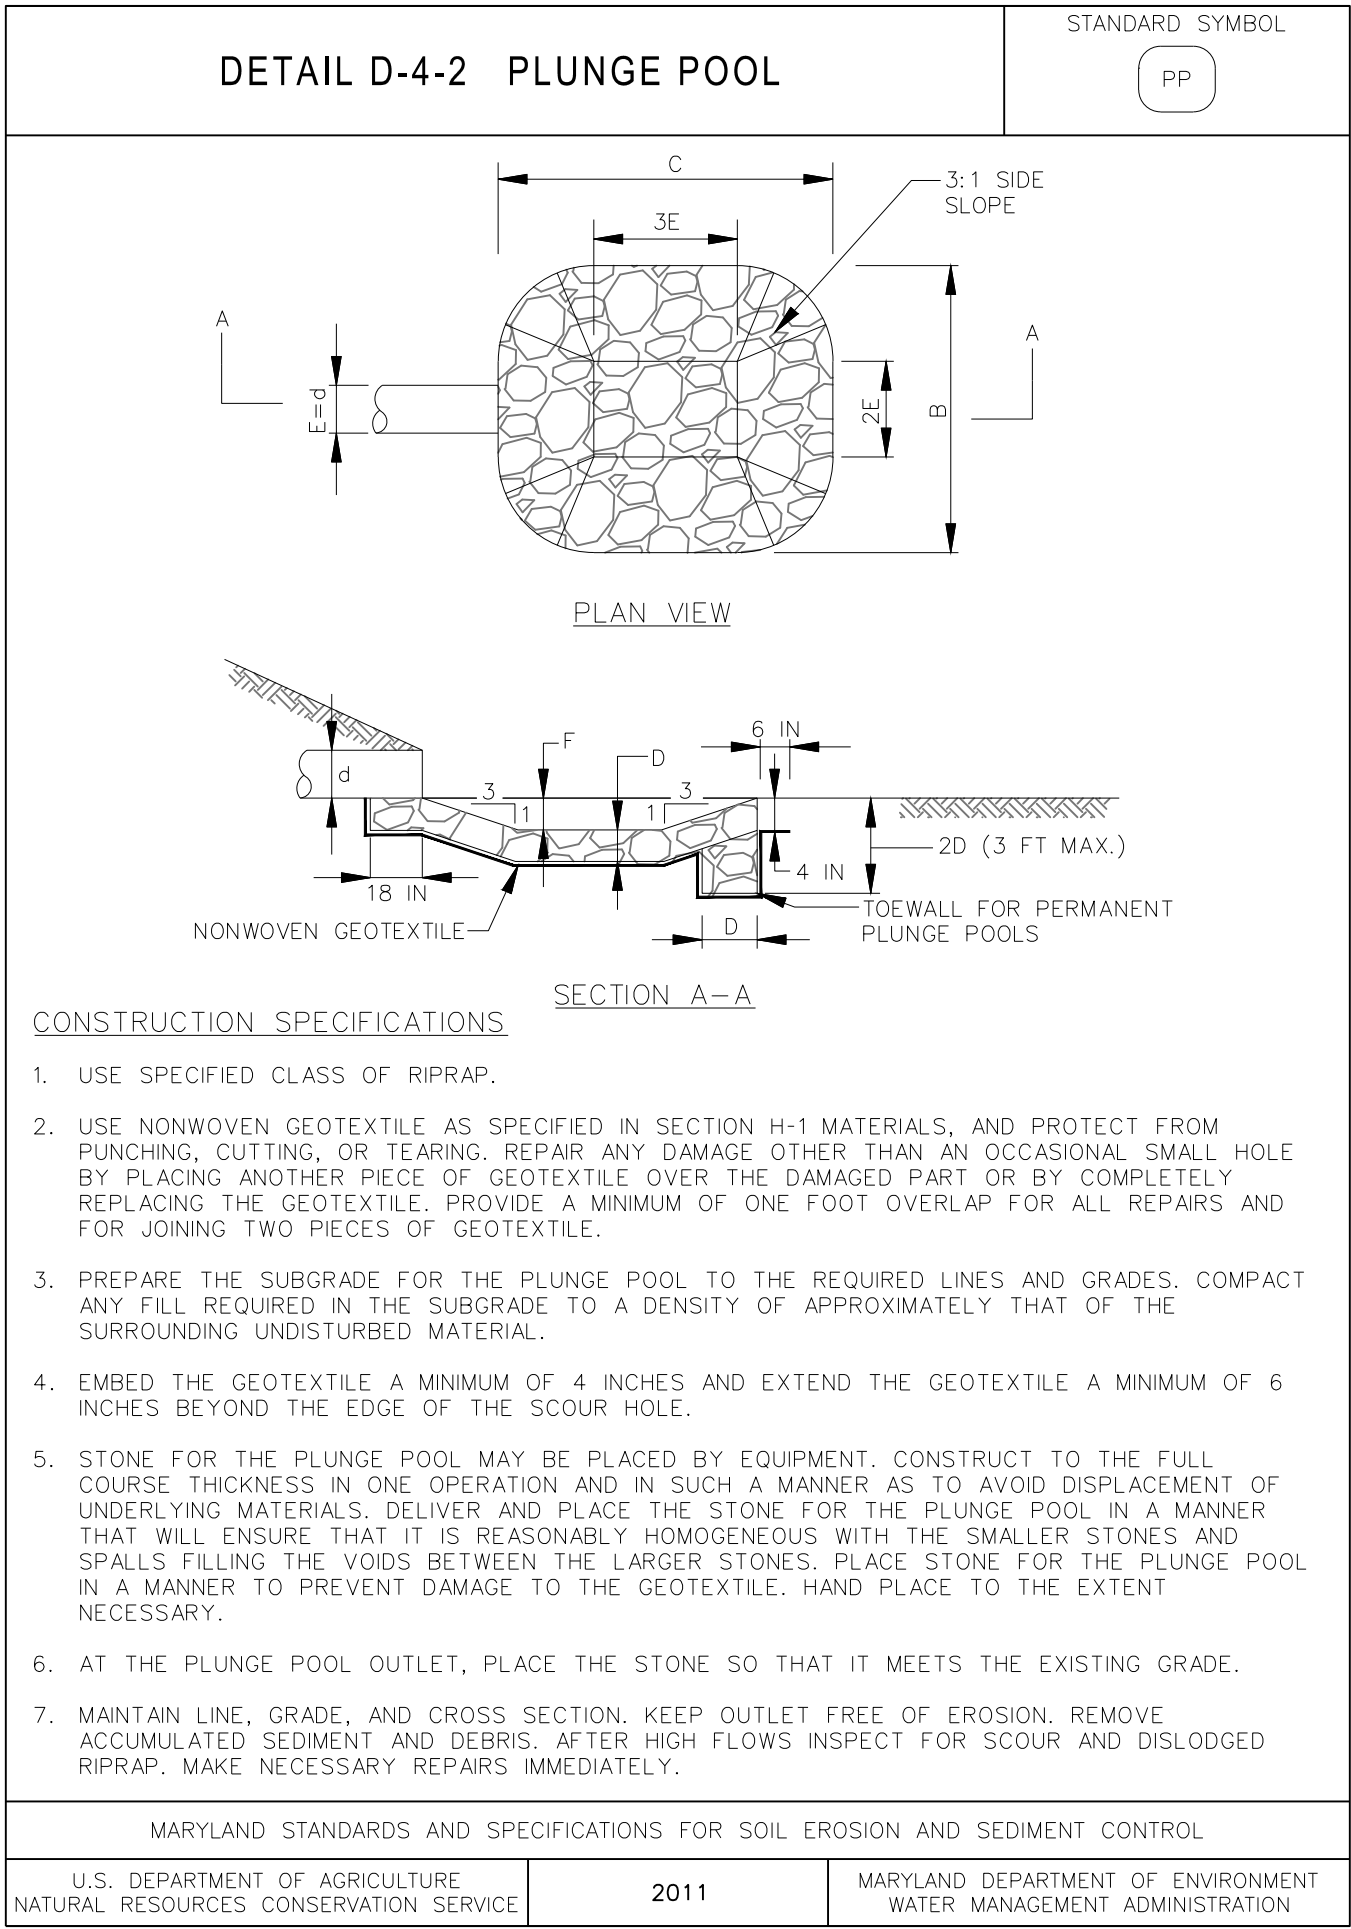 DETAIL D-4-2 PLUNGE POOL
STANDARD SYMBOL
PP
C
3E
3:1 SIDE
SLOPE
A
A
E=d
2E
B
PLAN VIEW
6 IN
F
D
d
3
1
1
3
2D (3 FT MAX.)
4 IN
18 IN
TOEWALL FOR PERMANENT
PLUNGE POOLS
NONWOVEN GEOTEXTILE
D
SECTION A-A
CONSTRUCTION SPECIFICATIONS
1. USE SPECIFIED CLASS OF RIPRAP.
2. USE NONWOVEN GEOTEXTILE AS SPECIFIED IN SECTION H-1 MATERIALS, AND PROTECT FROM
PUNCHING, CUTTING, OR TEARING. REPAIR ANY DAMAGE OTHER THAN AN OCCASIONAL SMALL HOLE
BY PLACING ANOTHER PIECE OF GEOTEXTILE OVER THE DAMAGED PART OR BY COMPLETELY
REPLACING THE GEOTEXTILE. PROVIDE A MINIMUM OF ONE FOOT OVERLAP FOR ALL REPAIRS AND
FOR JOINING TWO PIECES OF GEOTEXTILE.
3. PREPARE THE SUBGRADE FOR THE PLUNGE POOL TO THE REQUIRED LINES AND GRADES. COMPACT
ANY FILL REQUIRED IN THE SUBGRADE TO A DENSITY OF APPROXIMATELY THAT OF THE
SURROUNDING UNDISTURBED MATERIAL.
4. EMBED THE GEOTEXTILE A MINIMUM OF 4 INCHES AND EXTEND THE GEOTEXTILE A MINIMUM OF 6
INCHES BEYOND THE EDGE OF THE SCOUR HOLE.
5. STONE FOR THE PLUNGE POOL MAY BE PLACED BY EQUIPMENT. CONSTRUCT TO THE FULL
COURSE THICKNESS IN ONE OPERATION AND IN SUCH A MANNER AS TO AVOID DISPLACEMENT OF
UNDERLYING MATERIALS. DELIVER AND PLACE THE STONE FOR THE PLUNGE POOL IN A MANNER
THAT WILL ENSURE THAT IT IS REASONABLY HOMOGENEOUS WITH THE SMALLER STONES AND
SPALLS FILLING THE VOIDS BETWEEN THE LARGER STONES. PLACE STONE FOR THE PLUNGE POOL
IN A MANNER TO PREVENT DAMAGE TO THE GEOTEXTILE. HAND PLACE TO THE EXTENT
NECESSARY.
6. AT THE PLUNGE POOL OUTLET, PLACE THE STONE SO THAT IT MEETS THE EXISTING GRADE.
7. MAINTAIN LINE, GRADE, AND CROSS SECTION. KEEP OUTLET FREE OF EROSION. REMOVE
ACCUMULATED SEDIMENT AND DEBRIS. AFTER HIGH FLOWS INSPECT FOR SCOUR AND DISLODGED
RIPRAP. MAKE NECESSARY REPAIRS IMMEDIATELY.
MARYLAND STANDARDS AND SPECIFICATIONS FOR SOIL EROSION AND SEDIMENT CONTROL
U.S. DEPARTMENT OF AGRICULTURE
NATURAL RESOURCES CONSERVATION SERVICE
2011
MARYLAND DEPARTMENT OF ENVIRONMENT
WATER MANAGEMENT ADMINISTRATION